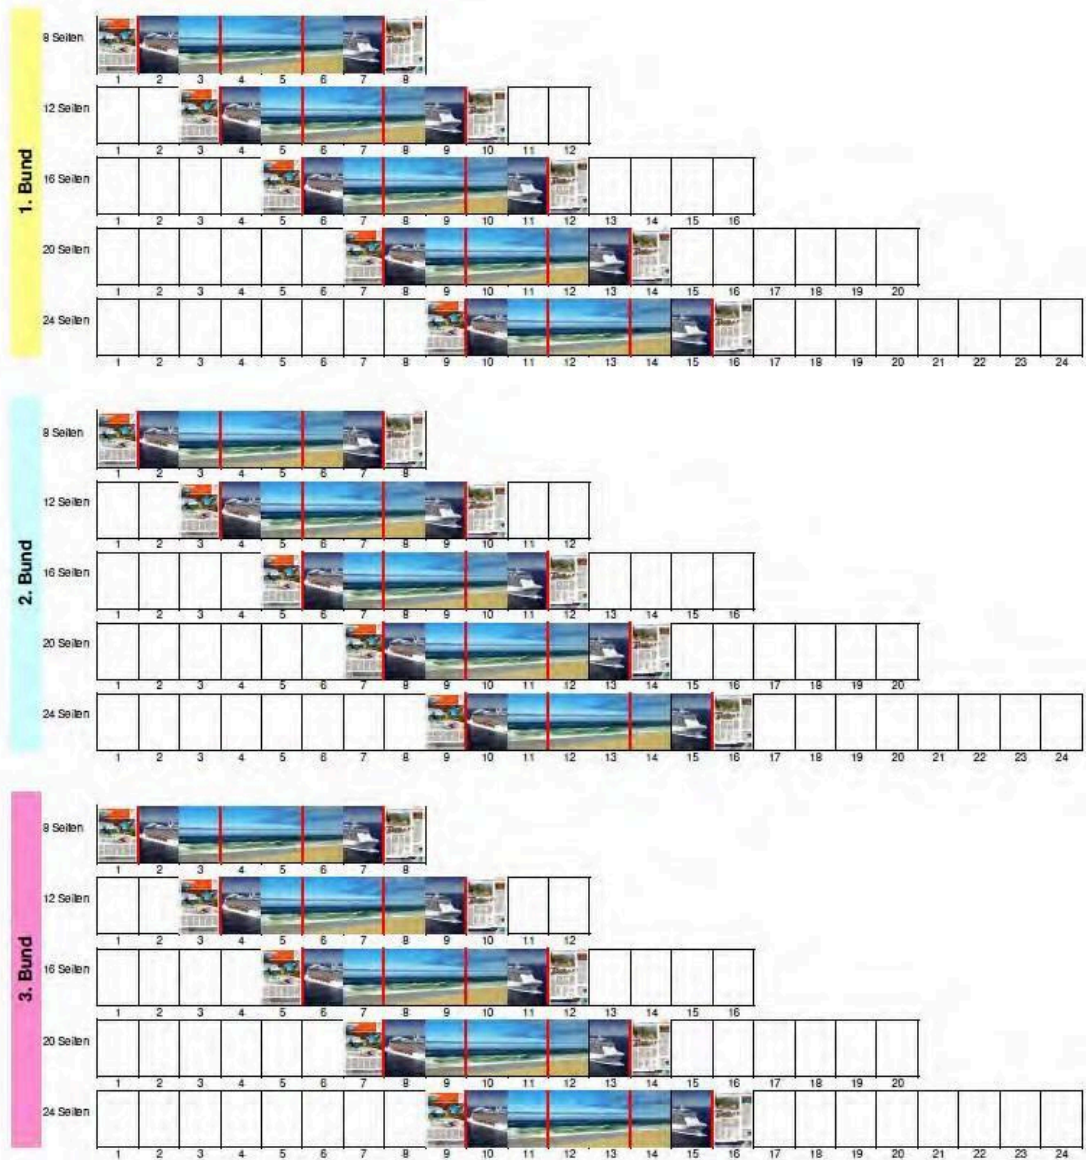 1. Bund
8 Seiten
1 2 3 4 5 6 7 8
12 Seiten
1 2 3 4 5 6 7 8 9 10 11 12
16 Seiten
1 2 3 4 5 6 7 8 9 10 11 12 13 14 15 16
20 Seiten
1 2 3 4 5 6 7 8 9 10 11 12 13 14 15 16 17 18 19 20
24 Seiten
1 2 3 4 5 6 7 8 9 10 11 12 13 14 15 16 17 18 19 20 21 22 23 24
2. Bund
8 Seiten
1 2 3 4 5 6 7 8
12 Seiten
1 2 3 4 5 6 7 8 9 10 11 12
16 Seiten
1 2 3 4 5 6 7 8 9 10 11 12 13 14 15 16
20 Seiten
1 2 3 4 5 6 7 8 9 10 11 12 13 14 15 16 17 18 19 20
24 Seiten
1 2 3 4 5 6 7 8 9 10 11 12 13 14 15 16 17 18 19 20 21 22 23 24
3. Bund
8 Seiten
1 2 3 4 5 6 7 8
12 Seiten
1 2 3 4 5 6 7 8 9 10 11 12
16 Seiten
1 2 3 4 5 6 7 8 9 10 11 12 13 14 15 16
20 Seiten
1 2 3 4 5 6 7 8 9 10 11 12 13 14 15 16 17 18 19 20
24 Seiten
1 2 3 4 5 6 7 8 9 10 11 12 13 14 15 16 17 18 19 20 21 22 23 24